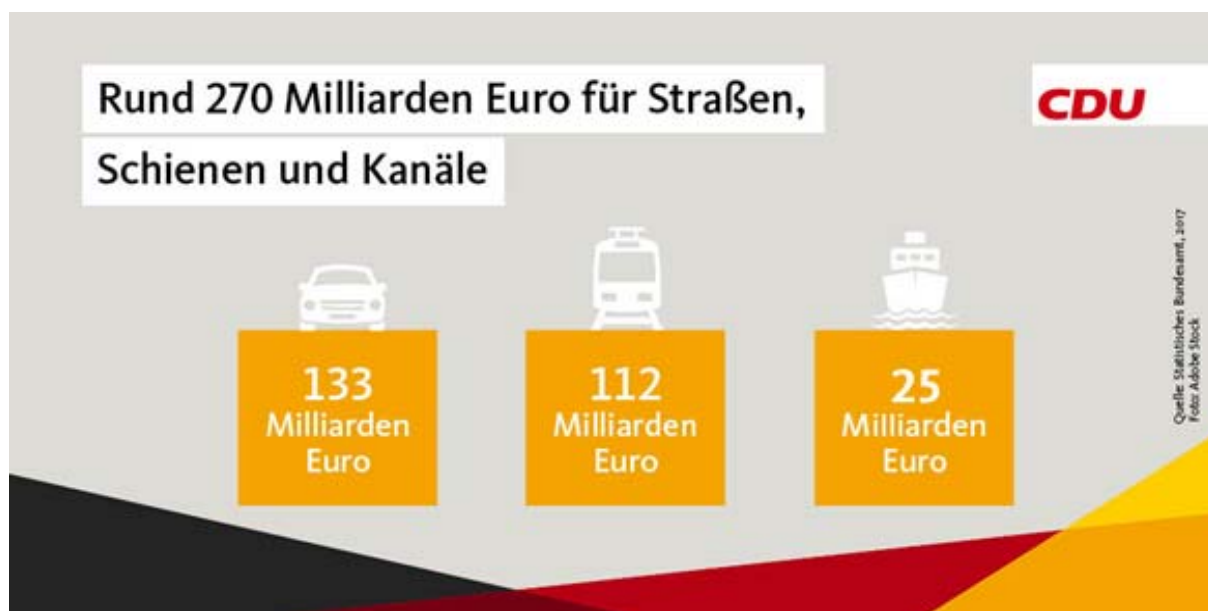 Rund 270 Milliarden Euro für Straßen,
Schienen und Kanäle
CDU
133
Milliarden
Euro
112
Milliarden
Euro
25
Milliarden
Euro
Quelle: Statistisches Bundesamt, 2017
Foto: Adobe Stock